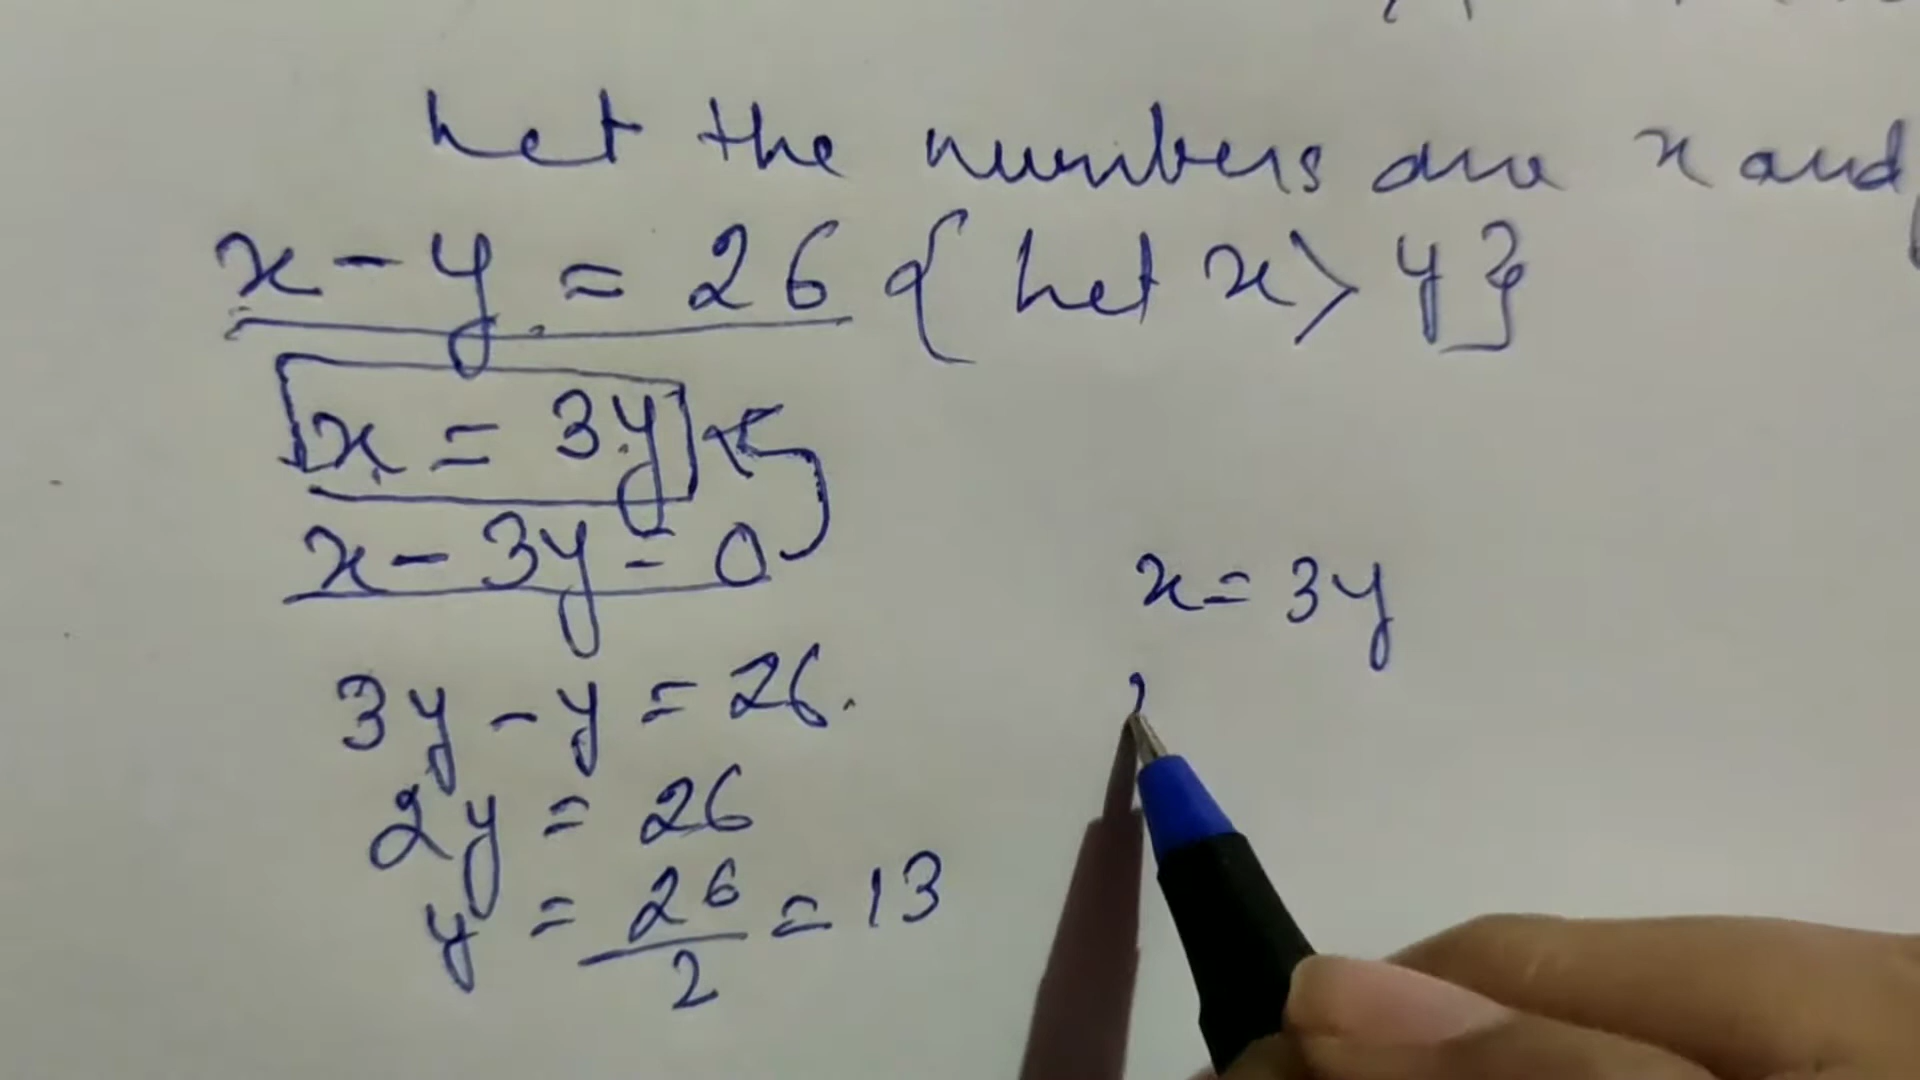 Let the numbers are x and
x - y = 26 { Let x > y }
x = 3y
x - 3y = 0
3y - y = 26.
2y = 26
y = 26/2 = 13
x = 3y